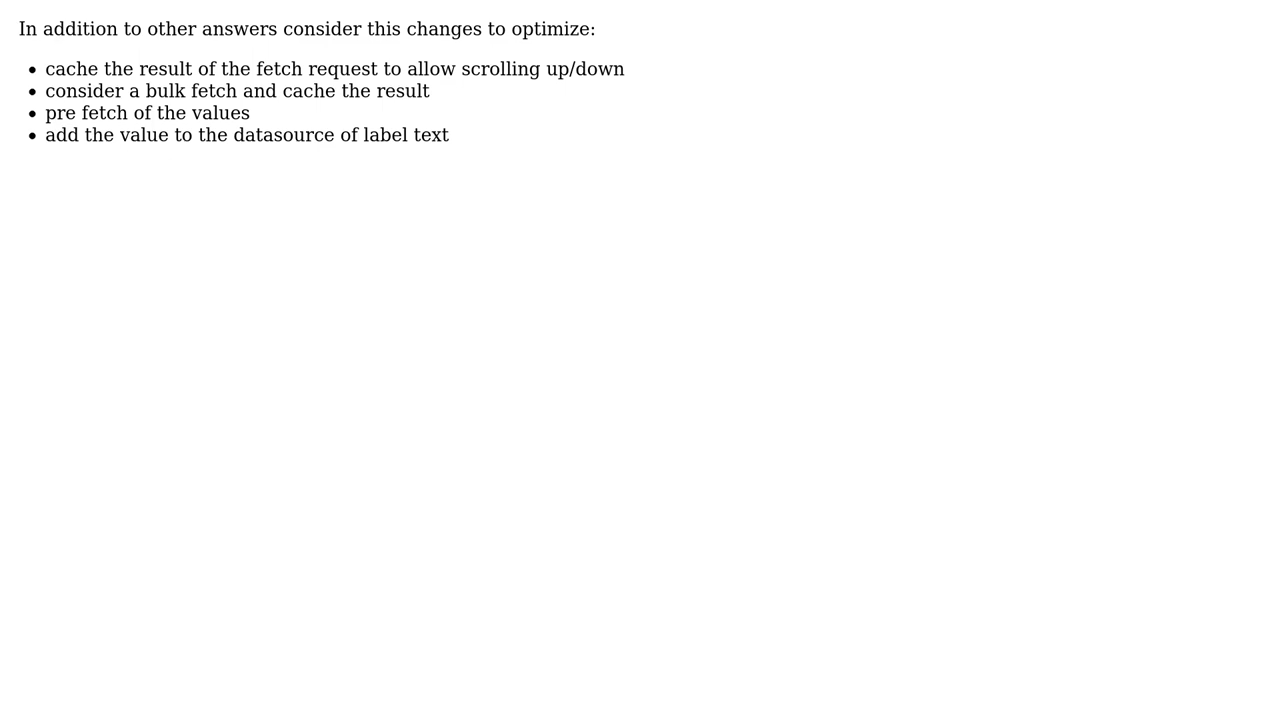 In addition to other answers consider this changes to optimize:
• cache the result of the fetch request to allow scrolling up/down
• consider a bulk fetch and cache the result
• pre fetch of the values
• add the value to the datasource of label text